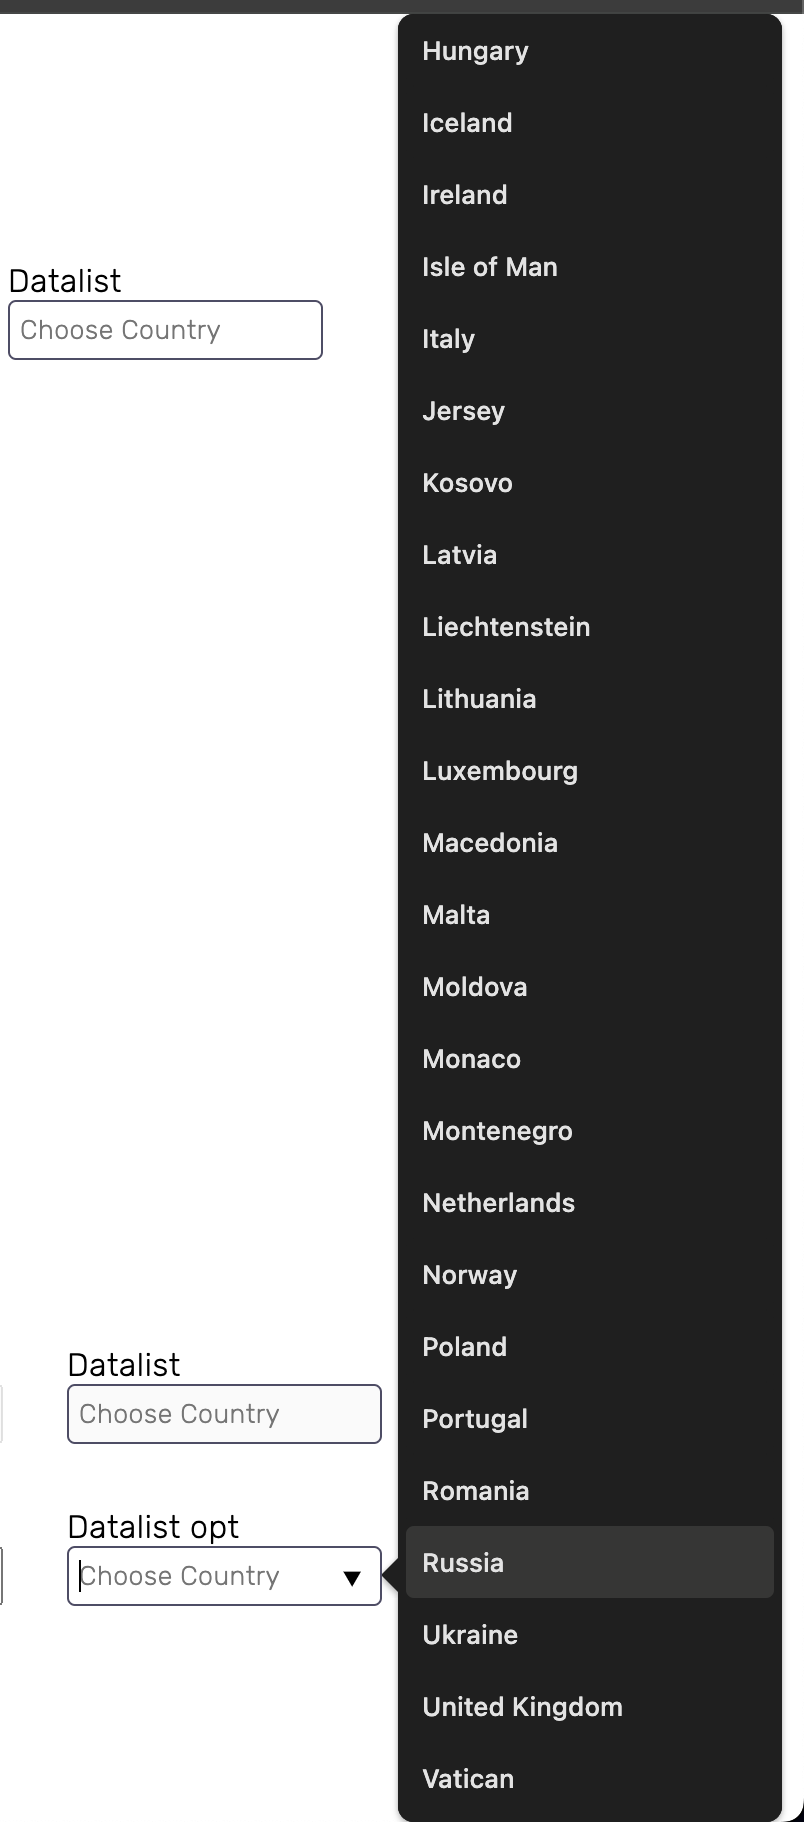 Datalist
Choose Country
Datalist
Choose Country
Datalist opt
Choose Country
Hungary
Iceland
Ireland
Isle of Man
Italy
Jersey
Kosovo
Latvia
Liechtenstein
Lithuania
Luxembourg
Macedonia
Malta
Moldova
Monaco
Montenegro
Netherlands
Norway
Poland
Portugal
Romania
Russia
Ukraine
United Kingdom
Vatican